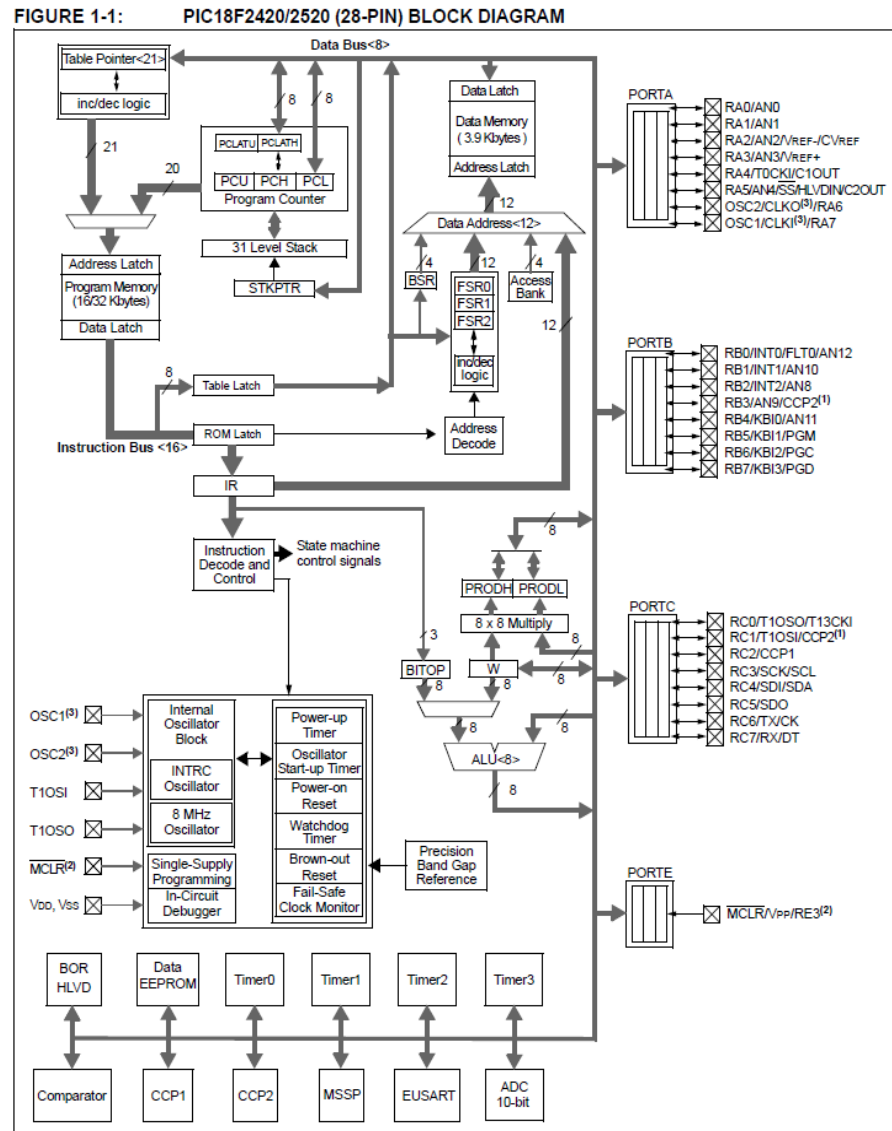 FIGURE 1-1: PIC18F2420/2520 (28-PIN) BLOCK DIAGRAM
Data Bus<8>
Table Pointer<21>
inc/dec logic
21
20
8
8
PCLATU PCLATH
PCU PCH PCL
Program Counter
31 Level Stack
STKPTR
Data Latch
Data Memory
( 3.9 Kbytes )
Address Latch
12
Data Address<12>
4
12
4
BSR
FSR0
FSR1
FSR2
inc/dec
logic
Access
Bank
12
Address
Decode
Address Latch
Program Memory
(16/32 Kbytes)
Data Latch
8
Table Latch
ROM Latch
Instruction Bus <16>
IR
Instruction
Decode and
Control
State machine
control signals
8
PRODH PRODL
8 x 8 Multiply
8
3
BITOP
W
8
8
8
8
8
ALU<8>
8
OSC1(3)
OSC2(3)
T1OSI
T1OSO
MCLR(2)
VDD, VSS
Internal
Oscillator
Block
INTRC
Oscillator
8 MHz
Oscillator
Single-Supply
Programming
In-Circuit
Debugger
Power-up
Timer
Oscillator
Start-up Timer
Power-on
Reset
Watchdog
Timer
Brown-out
Reset
Fail-Safe
Clock Monitor
Precision
Band Gap
Reference
PORTA
RA0/AN0
RA1/AN1
RA2/AN2/VREF-/CVREF
RA3/AN3/VREF+
RA4/T0CKI/C1OUT
RA5/AN4/SS/HLVDIN/C2OUT
OSC2/CLKO(3)/RA6
OSC1/CLKI(3)/RA7
PORTB
RB0/INT0/FLT0/AN12
RB1/INT1/AN10
RB2/INT2/AN8
RB3/AN9/CCP2(1)
RB4/KBI0/AN11
RB5/KBI1/PGM
RB6/KBI2/PGC
RB7/KBI3/PGD
PORTC
RC0/T1OSO/T13CKI
RC1/T1OSI/CCP2(1)
RC2/CCP1
RC3/SCK/SCL
RC4/SDI/SDA
RC5/SDO
RC6/TX/CK
RC7/RX/DT
PORTE
MCLR/VPP/RE3(2)
BOR
HLVD
Data
EEPROM
Timer0
Timer1
Timer2
Timer3
Comparator
CCP1
CCP2
MSSP
EUSART
ADC
10-bit